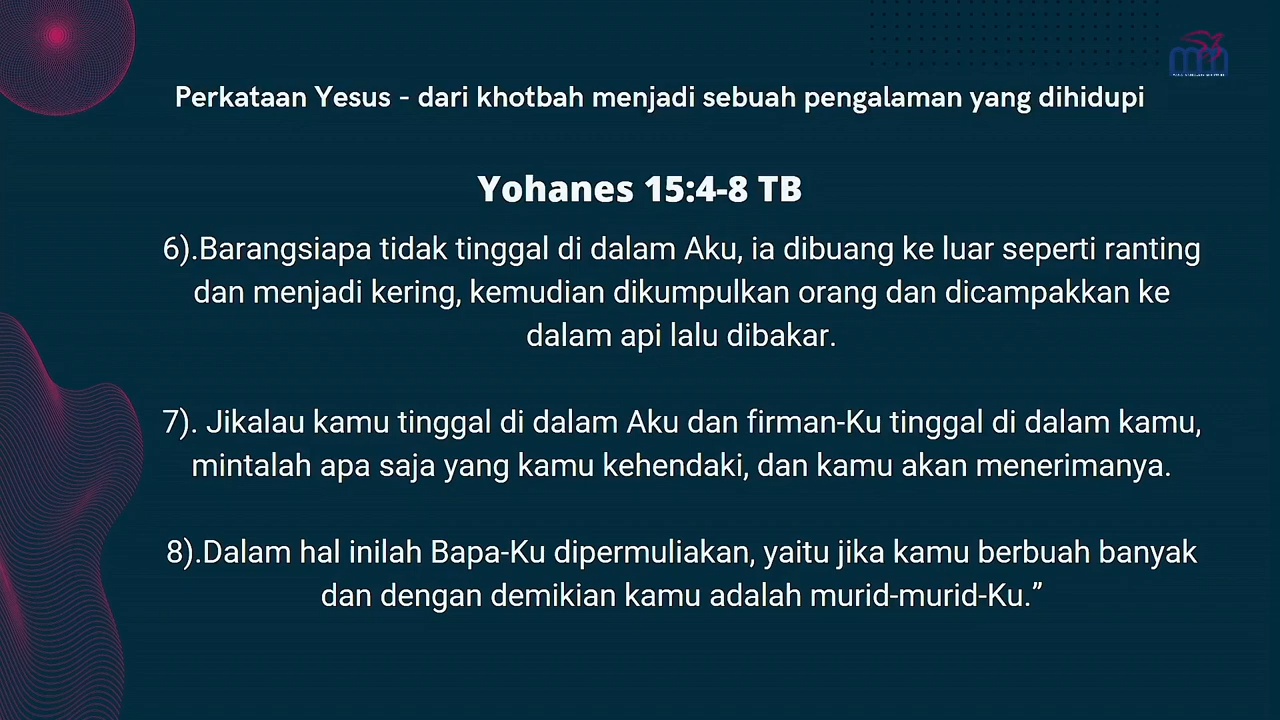 Perkataan Yesus - dari khotbah menjadi sebuah pengalaman yang dihidupi
Yohanes 15:4-8 TB
6).Barangsiapa tidak tinggal di dalam Aku, ia dibuang ke luar seperti ranting
dan menjadi kering, kemudian dikumpulkan orang dan dicampakkan ke
dalam api lalu dibakar.
7). Jikalau kamu tinggal di dalam Aku dan firman-Ku tinggal di dalam kamu,
mintalah apa saja yang kamu kehendaki, dan kamu akan menerimanya.
8).Dalam hal inilah Bapa-Ku dipermuliakan, yaitu jika kamu berbuah banyak
dan dengan demikian kamu adalah murid-murid-Ku.”